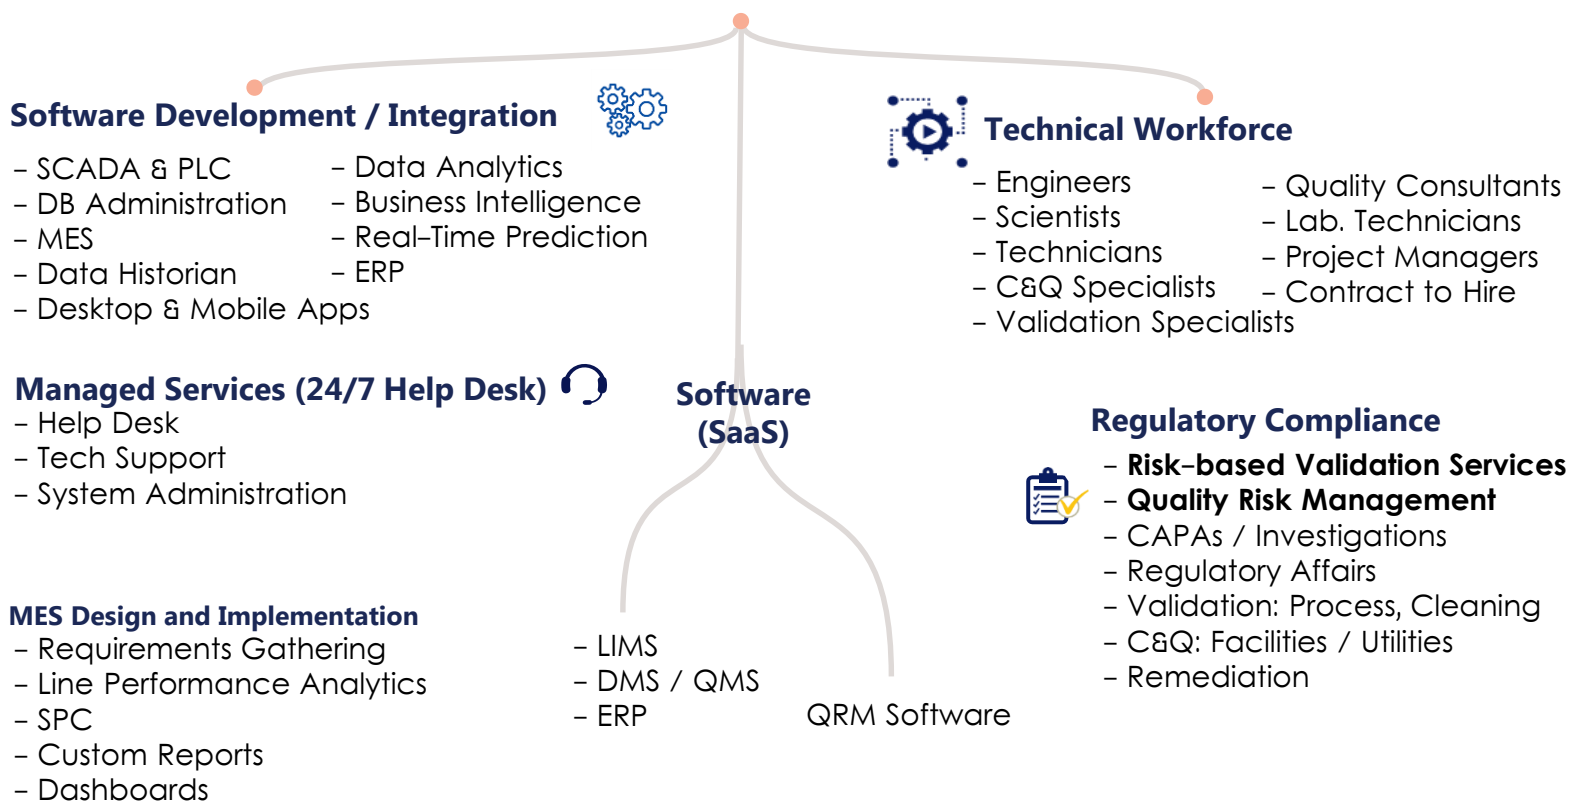 Software Development / Integration
– SCADA & PLC
– DB Administration
– MES
– Data Historian
– Desktop & Mobile Apps
– Data Analytics
– Business Intelligence
– Real–Time Prediction
– ERP
Technical Workforce
– Engineers
– Scientists
– Technicians
– C&Q Specialists
– Validation Specialists
– Quality Consultants
– Lab. Technicians
– Project Managers
– Contract to Hire
Managed Services (24/7 Help Desk)
– Help Desk
– Tech Support
– System Administration
Software
(SaaS)
Regulatory Compliance
– Risk–based Validation Services
– Quality Risk Management
– CAPAs / Investigations
– Regulatory Affairs
– Validation: Process, Cleaning
– C&Q: Facilities / Utilities
– Remediation
MES Design and Implementation
– Requirements Gathering
– Line Performance Analytics
– SPC
– Custom Reports
– Dashboards
– LIMS
– DMS / QMS
– ERP
QRM Software